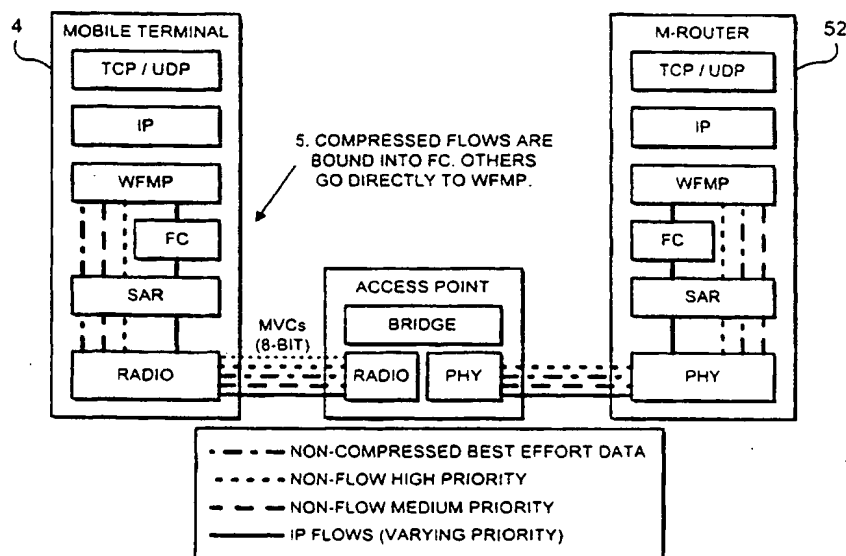 4
MOBILE TERMINAL
TCP / UDP
IP
WFMP
FC
SAR
RADIO
5. COMPRESSED FLOWS ARE
BOUND INTO FC. OTHERS
GO DIRECTLY TO WFMP.
MVCs
(8-BIT)
ACCESS POINT
BRIDGE
RADIO
PHY
M-ROUTER
52
TCP / UDP
IP
WFMP
FC
SAR
PHY
NON-COMPRESSED BEST EFFORT DATA
NON-FLOW HIGH PRIORITY
NON-FLOW MEDIUM PRIORITY
IP FLOWS (VARYING PRIORITY)